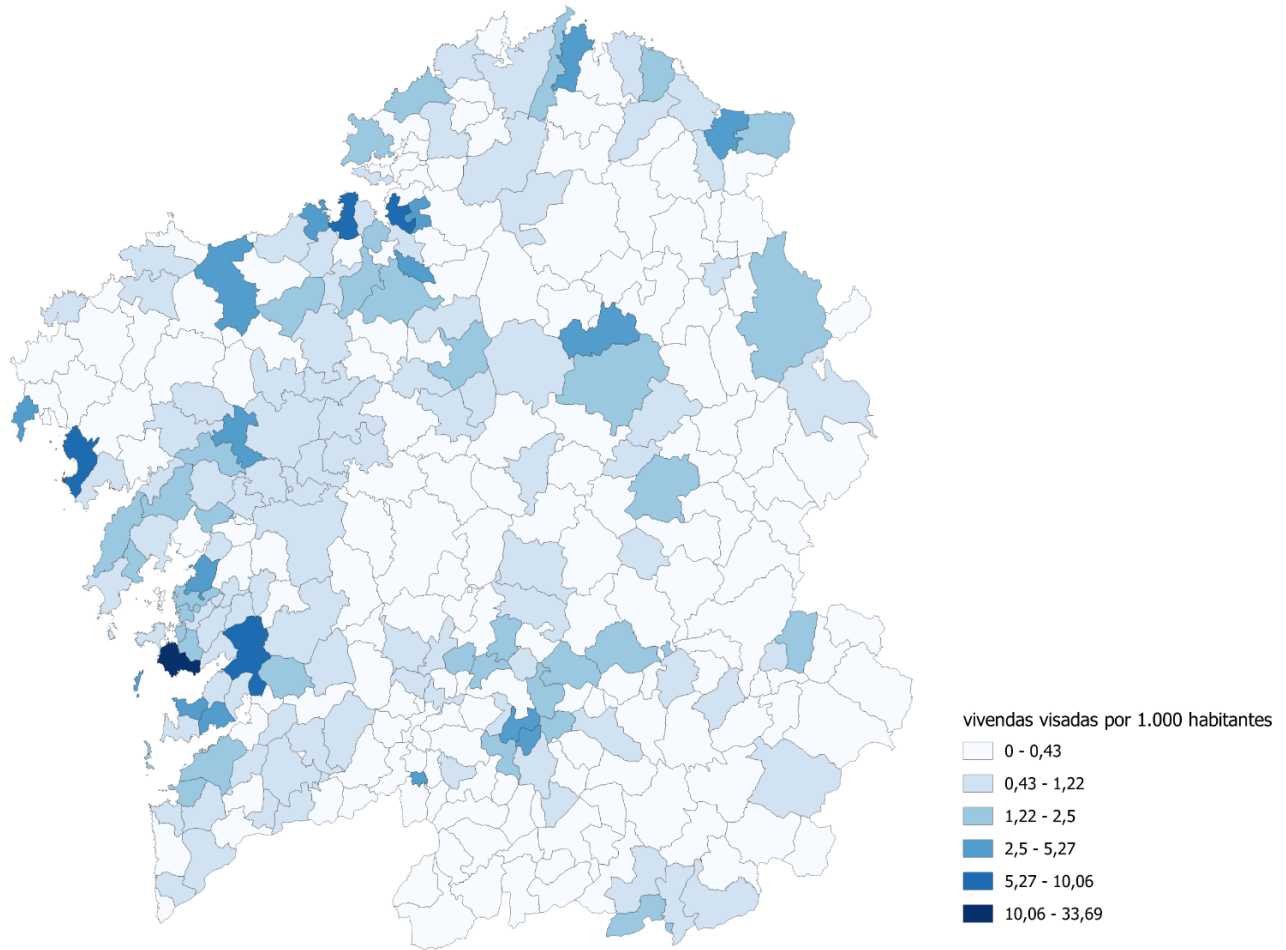 vivendas visadas por 1.000 habitantes
0 - 0,43
0,43 - 1,22
1,22 - 2,5
2,5 - 5,27
5,27 - 10,06
10,06 - 33,69